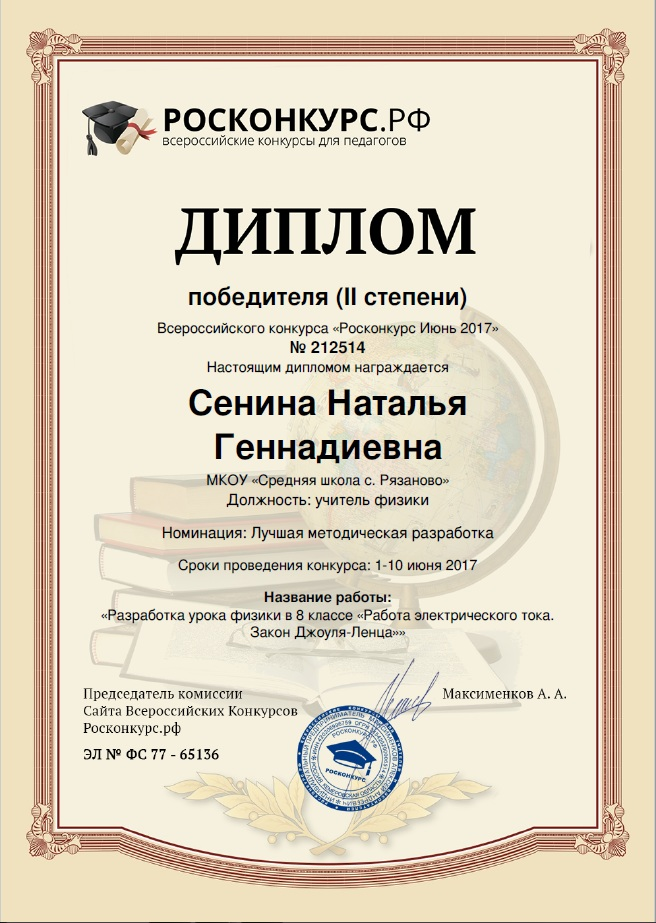 РОСКОНКУРС.РФ
всероссийские конкурсы для педагогов
ДИПЛОМ
победителя (II степени)
Всероссийского конкурса «Росконкурс Июнь 2017»
№ 212514
Настоящим дипломом награждается
Сенина Наталья
Геннадиевна
МКОУ «Средняя школа с. Рязаново»
Должность: учитель физики
Номинация: Лучшая методическая разработка
Сроки проведения конкурса: 1-10 июня 2017
Название работы:
«Разработка урока физики в 8 классе «Работа электрического тока.
Закон Джоуля-Ленца»»
Председатель комиссии
Сайта Всероссийских Конкурсов
Росконкурс.рф
Максименков А. А.
ЭЛ № ФС 77 - 65136
РОСКОНКУРС.РФ
РОСКОНКУРС